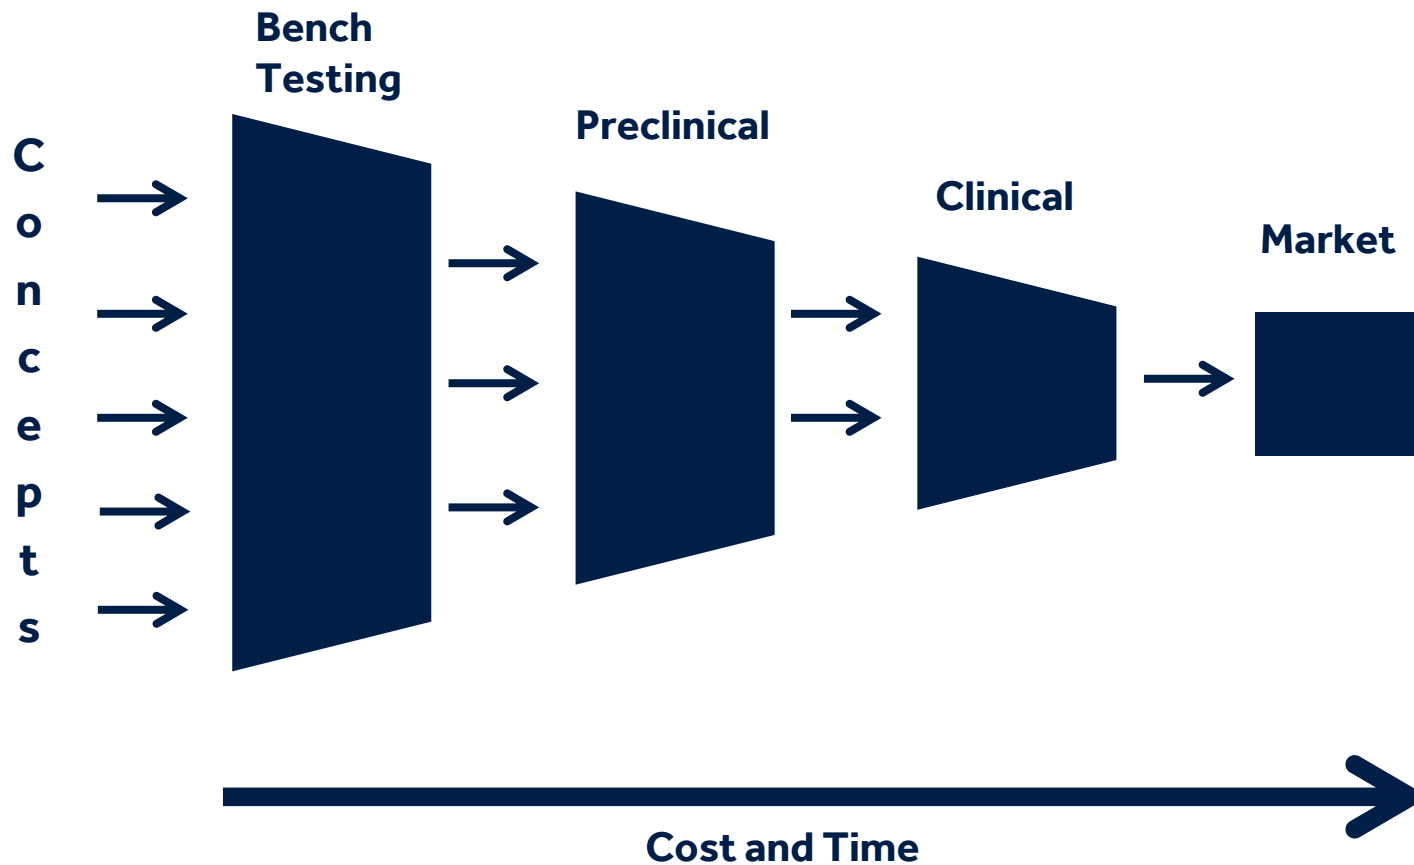 Bench
Testing
Preclinical
Clinical
Market
C
o
n
c
e
p
t
s
Cost and Time